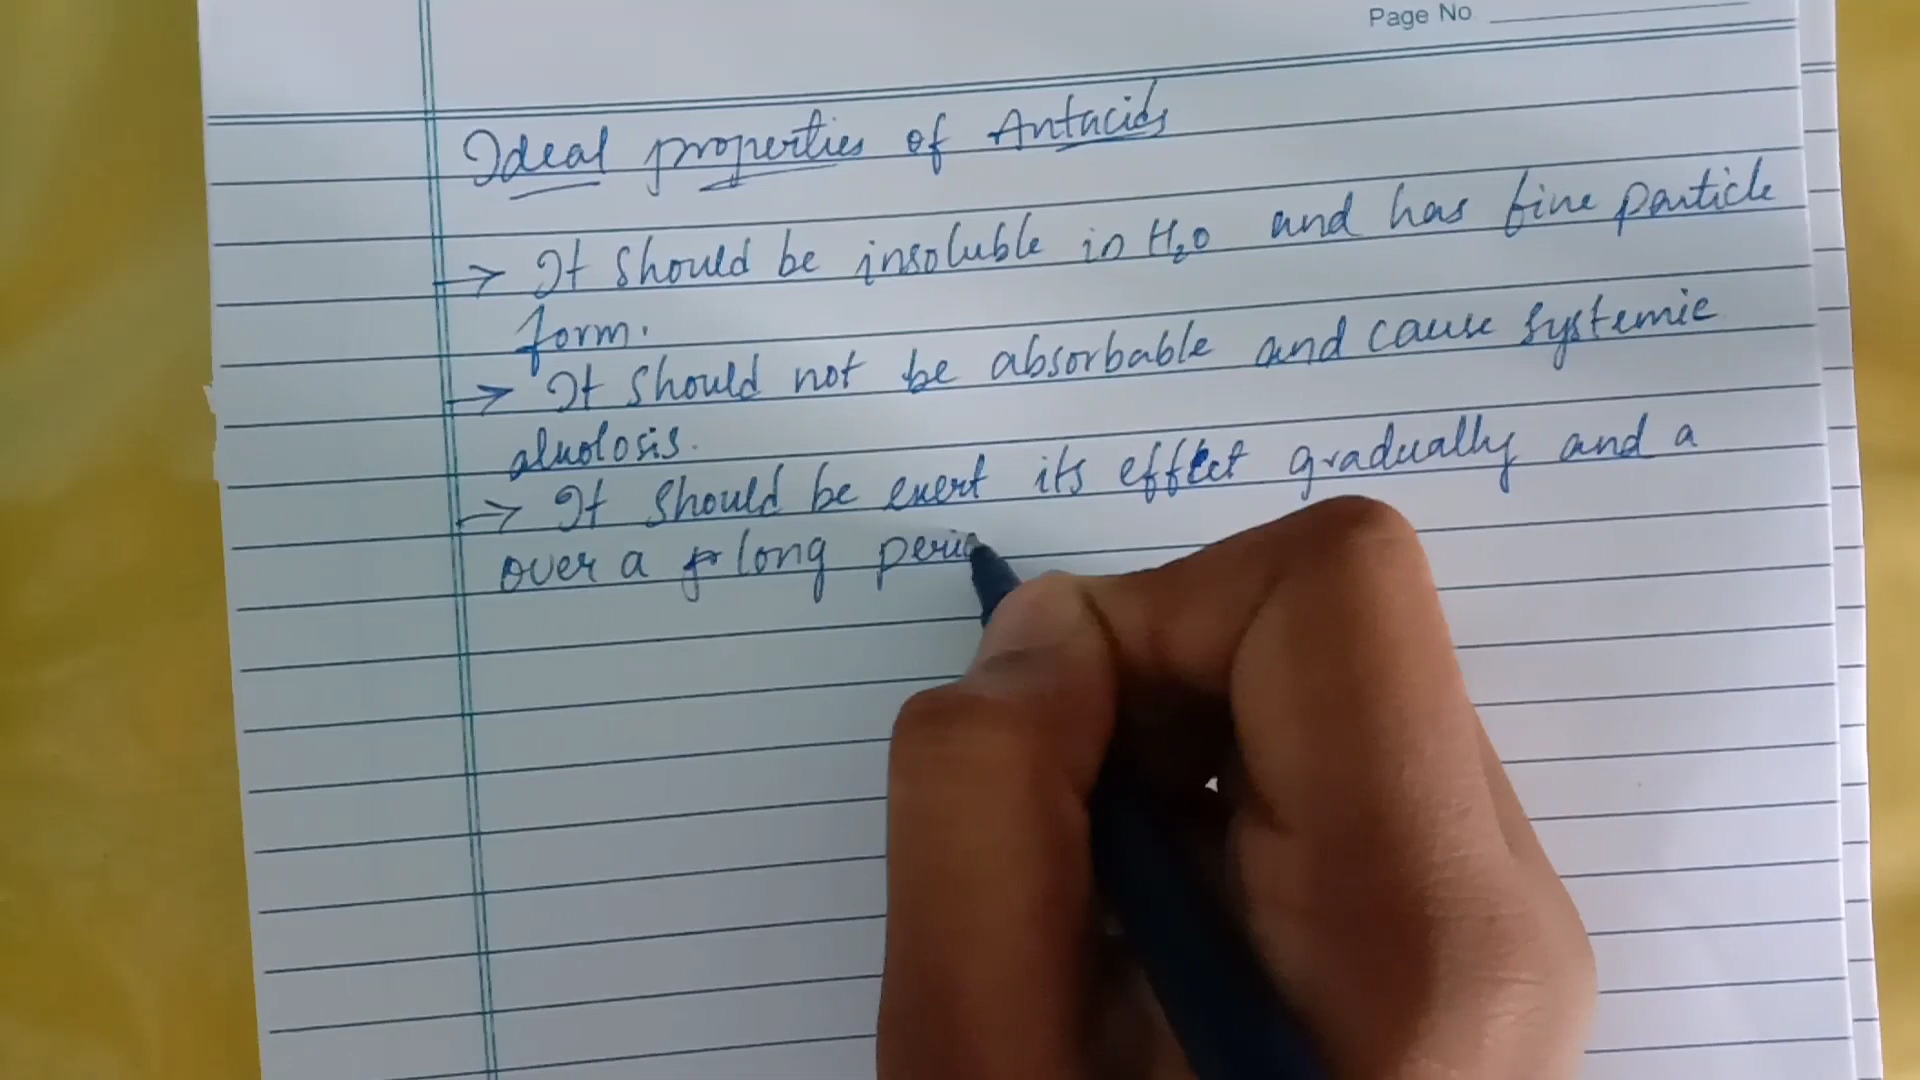 Page No
Ideal properties of Antacids
→ It should be insoluble in H₂O and has fine particle
form.
→ It should not be absorbable and cause systemic
→ It should be exert its effect gradually and a
over a long perio